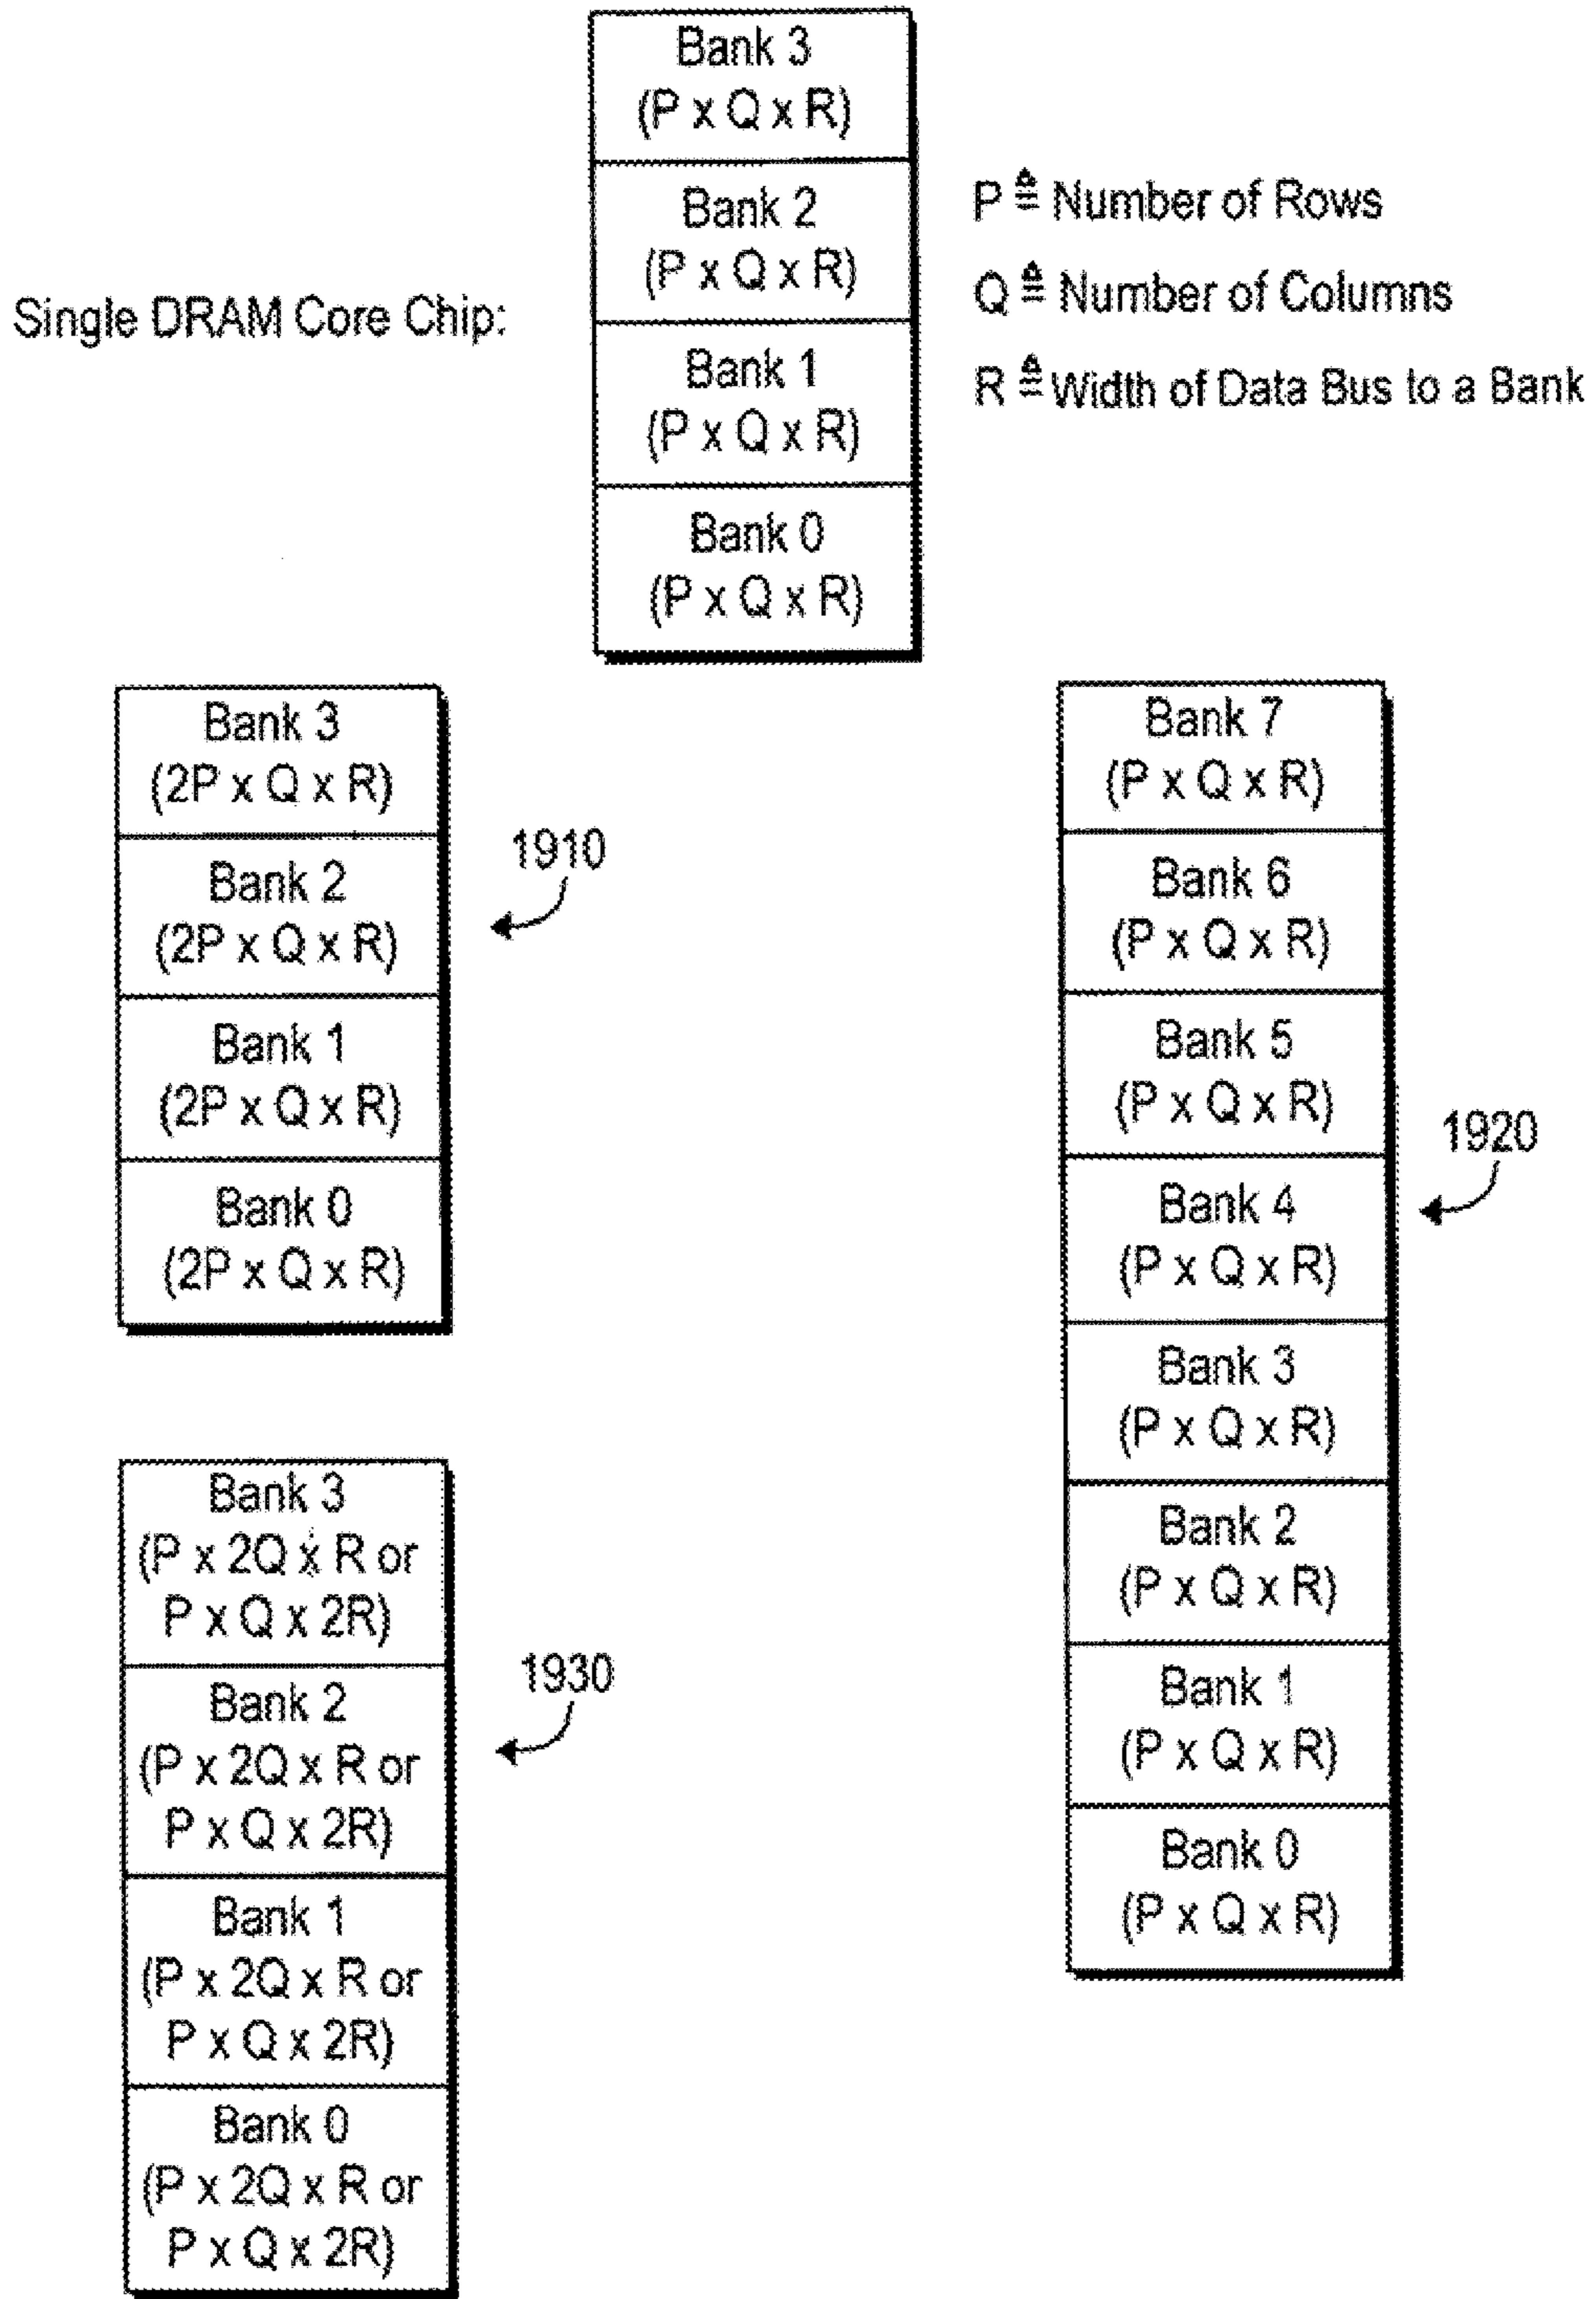 Bank 3
(P x Q x R)
Bank 2
(P x Q x R)
Bank 1
(P x Q x R)
Bank 0
(P x Q x R)
Single DRAM Core Chip:
P ≙ Number of Rows
Q ≙ Number of Columns
R ≙ Width of Data Bus to a Bank
Bank 3
(2P x Q x R)
Bank 2
(2P x Q x R)
Bank 1
(2P x Q x R)
Bank 0
(2P x Q x R)
1910
Bank 7
(P x Q x R)
Bank 6
(P x Q x R)
Bank 5
(P x Q x R)
Bank 4
(P x Q x R)
Bank 3
(P x Q x R)
Bank 2
(P x Q x R)
Bank 1
(P x Q x R)
Bank 0
(P x Q x R)
1920
Bank 3
(P x 2Q x R or
P x Q x 2R)
Bank 2
(P x 2Q x R or
P x Q x 2R)
Bank 1
(P x 2Q x R or
P x Q x 2R)
Bank 0
(P x 2Q x R or
P x Q x 2R)
1930